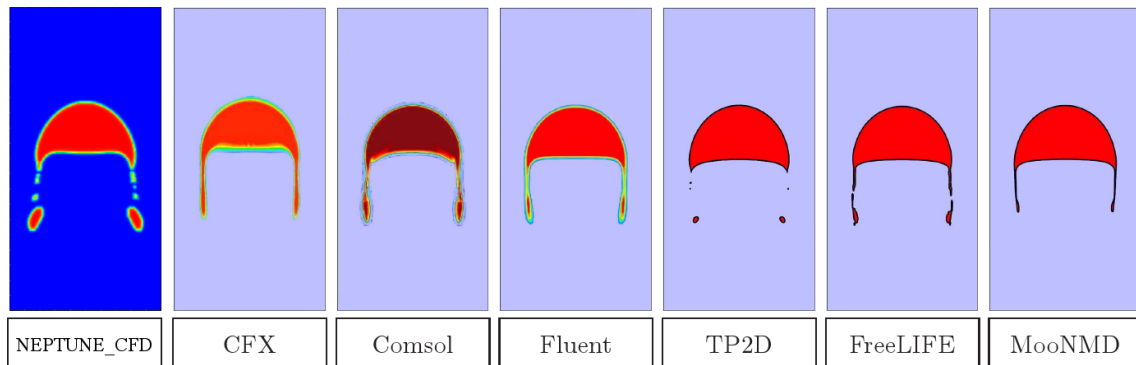 NEPTUNE_CFD
CFX
Comsol
Fluent
TP2D
FreeLIFE
MooNMD